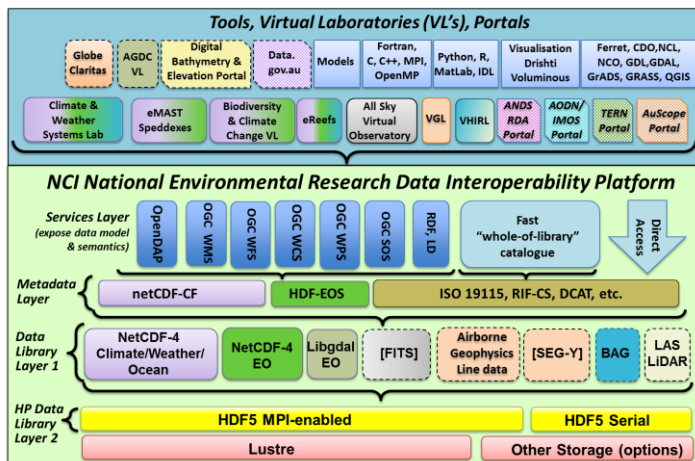 Tools, Virtual Laboratories (VL's), Portals
Globe
Claritas
AGDC
VL
Digital
Bathymetry &
Elevation Portal
Data.
gov.au
Models
Fortran,
C, C++, MPI,
OpenMP
Python, R,
MatLab, IDL
Visualisation
Drishti
Voluminous
Ferret, CDO,NCL,
NCO, GDL,GDAL,
GrADS, GRASS, QGIS
Climate &
Weather
Systems Lab
eMAST
Speddexes
Biodiversity
& Climate
Change VL
eReefs
All Sky
Virtual
Observatory
VGL
VHIRL
ANDS
RDA
Portal
AODN/
IMOS
Portal
TERN
Portal
AuScope
Portal
NCI National Environmental Research Data Interoperability Platform
Services Layer
(expose data model
& semantics)
OpenDAP
OGC WMS
OGC WFS
OGC WCS
OGC WPS
OGC SOS
RDF, LD
Fast
"whole-of-library"
catalogue
Direct
Access
Metadata
Layer
netCDF-CF
HDF-EOS
ISO 19115, RIF-CS, DCAT, etc.
Data
Library
Layer 1
NetCDF-4
Climate/Weather/
Ocean
NetCDF-4
EO
Libgdal
EO
[FITS]
Airborne
Geophysics
Line data
[SEG-Y]
BAG
LAS
LiDAR
HP Data
Library
Layer 2
HDF5 MPI-enabled
HDF5 Serial
Lustre
Other Storage (options)